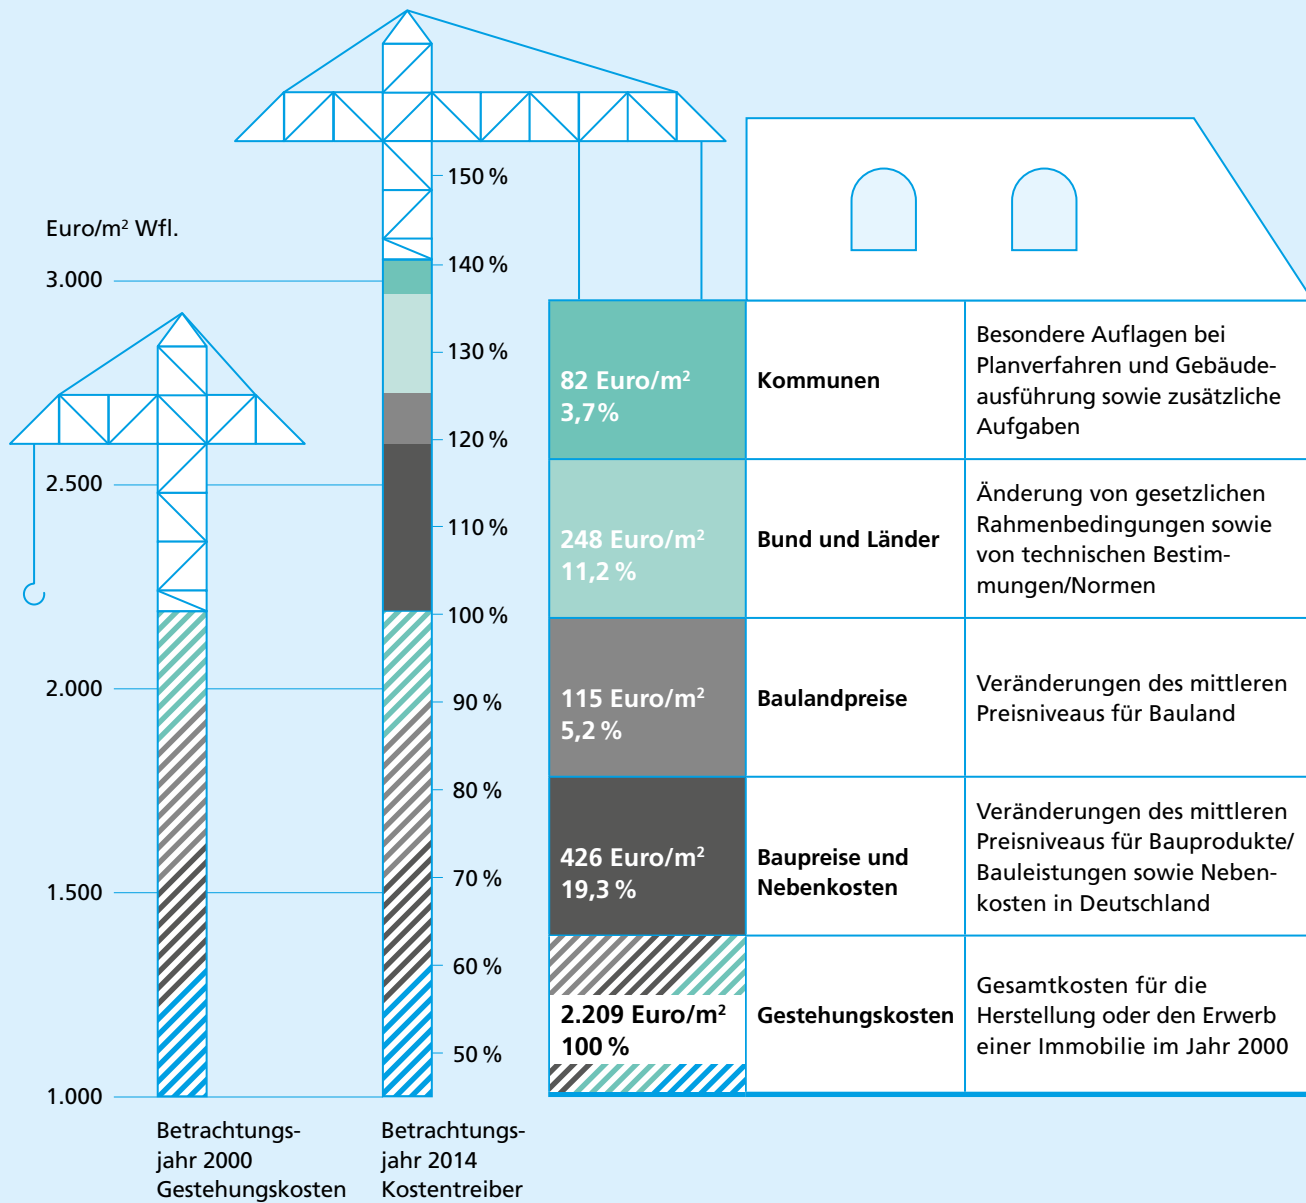 Euro/m² Wfl.
3.000
2.500
2.000
1.500
1.000
150 %
140 %
130 %
120 %
110 %
100 %
90 %
80 %
70 %
60 %
50 %
Betrachtungs-
jahr 2000
Gestehungskosten
Betrachtungs-
jahr 2014
Kostentreiber
82 Euro/m²
3,7%
Kommunen
Besondere Auflagen bei
Planverfahren und Gebäude-
ausführung sowie zusätzliche
Aufgaben
248 Euro/m²
11,2 %
Bund und Länder
Änderung von gesetzlichen
Rahmenbedingungen sowie
von technischen Bestim-
mungen/Normen
115 Euro/m²
5,2 %
Baulandpreise
Veränderungen des mittleren
Preisniveaus für Bauland
426 Euro/m²
19,3 %
Baupreise und
Nebenkosten
Veränderungen des mittleren
Preisniveaus für Bauprodukte/
Bauleistungen sowie Neben-
kosten in Deutschland
2.209 Euro/m²
100 %
Gestehungskosten
Gesamtkosten für die
Herstellung oder den Erwerb
einer Immobilie im Jahr 2000